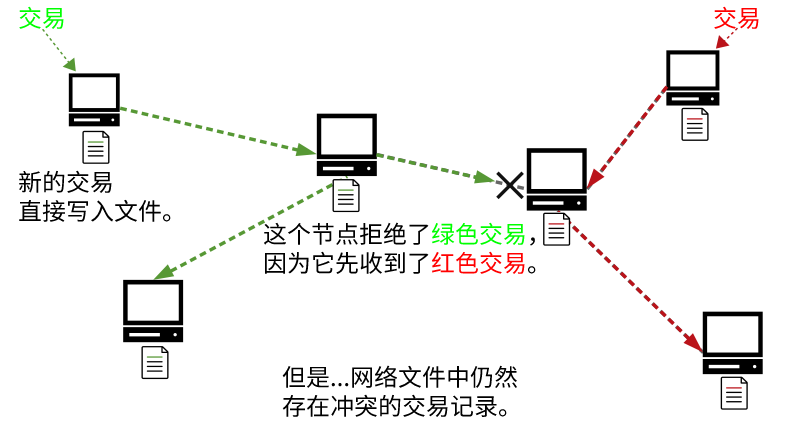 交易
交易
新的交易
直接写入文件。
这个节点拒绝了绿色交易，
因为它先收到了红色交易。
但是...网络文件中仍然
存在冲突的交易记录。